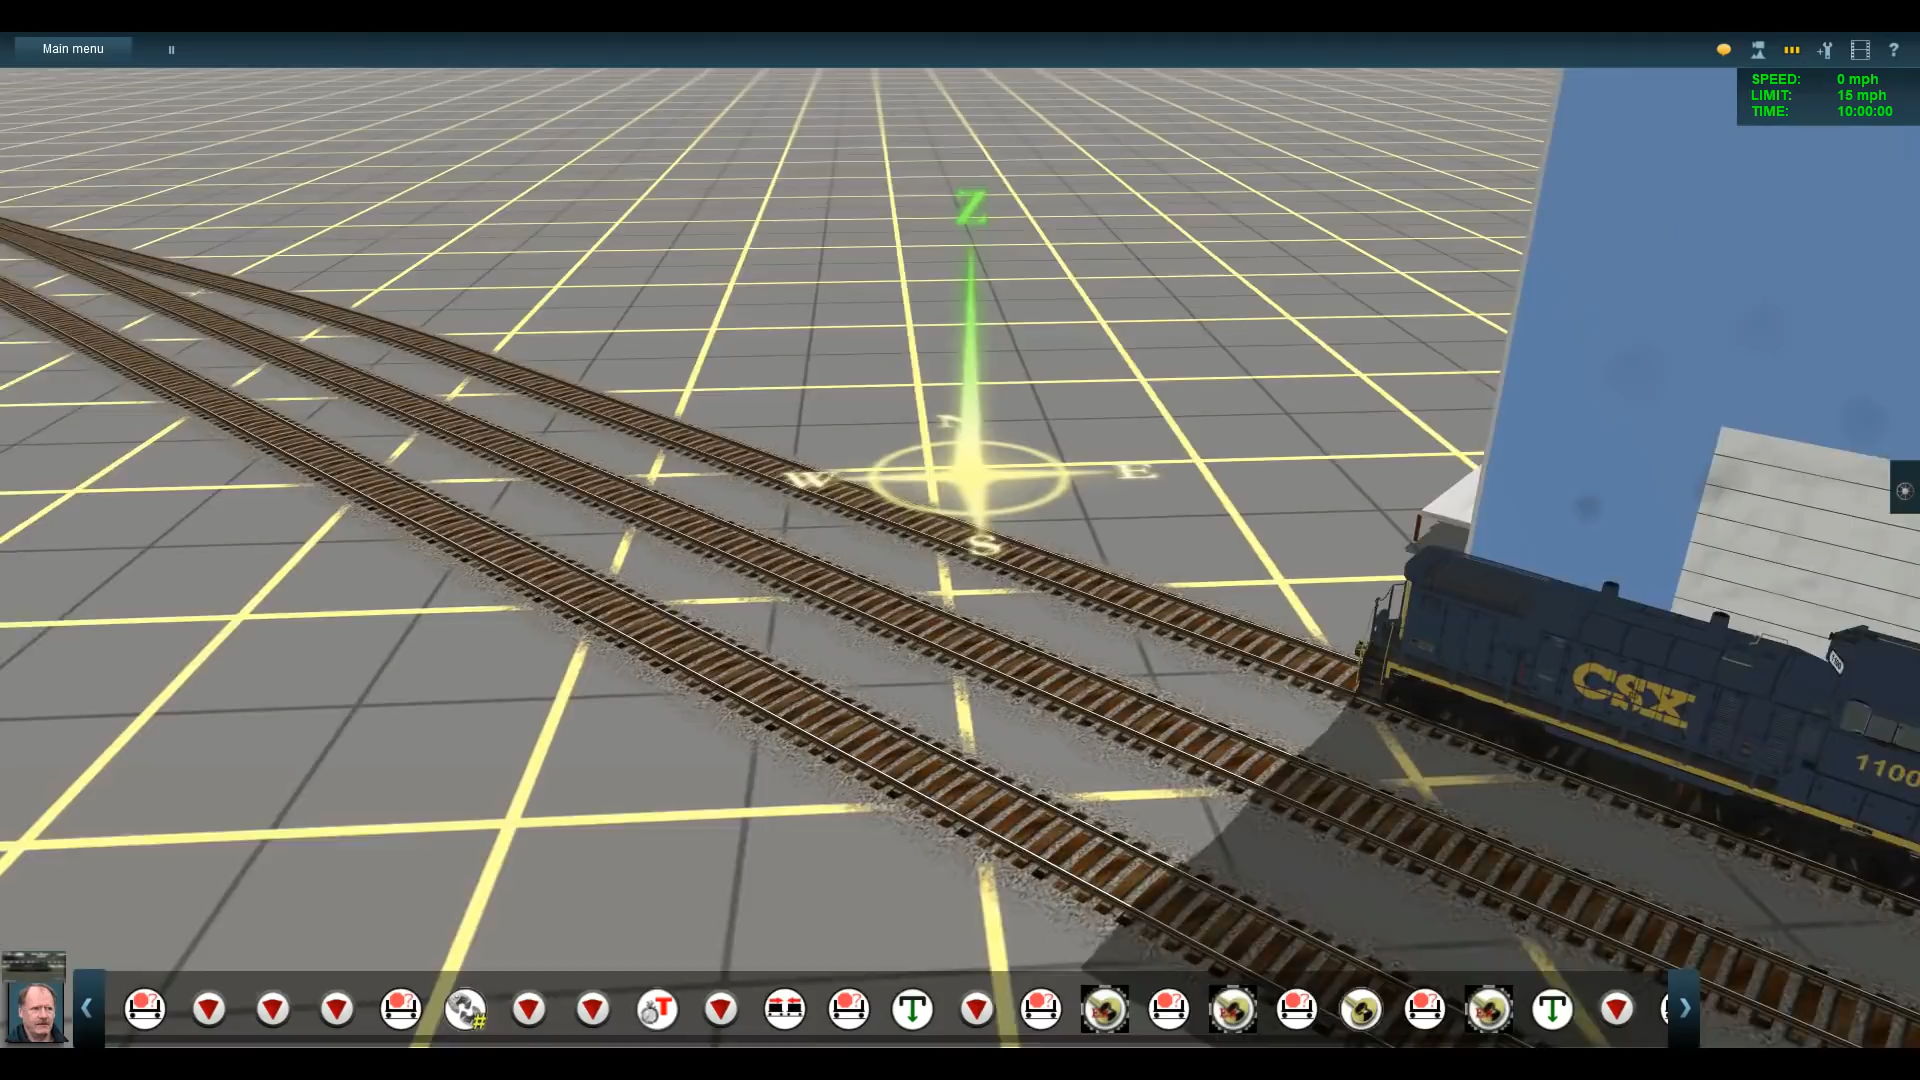 Main menu
?
SPEED: 0 mph
LIMIT: 15 mph
TIME: 10:00:00
Z
W
E
S
CSX
1100
#
T